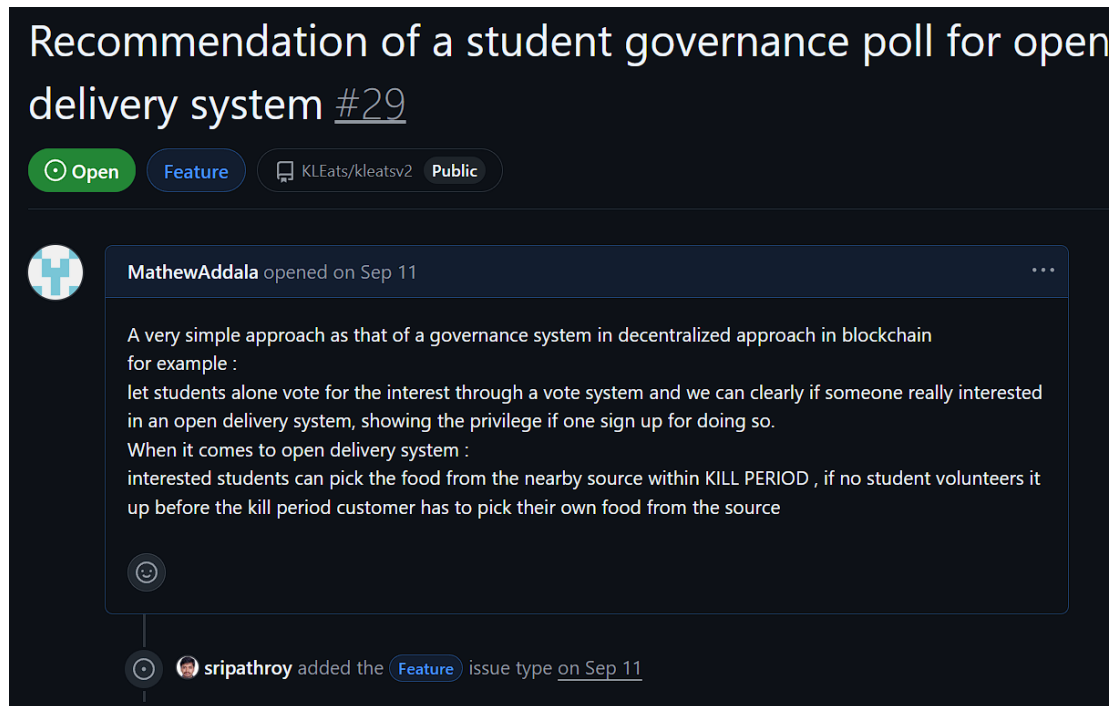 Recommendation of a student governance poll for open
delivery system #29
Open
Feature
KLEats/kleatsv2
Public
MathewAddala opened on Sep 11
A very simple approach as that of a governance system in decentralized approach in blockchain
for example :
let students alone vote for the interest through a vote system and we can clearly if someone really interested
in an open delivery system, showing the privilege if one sign up for doing so.
When it comes to open delivery system :
interested students can pick the food from the nearby source within KILL PERIOD , if no student volunteers it
up before the kill period customer has to pick their own food from the source
sripathroy added the Feature issue type on Sep 11